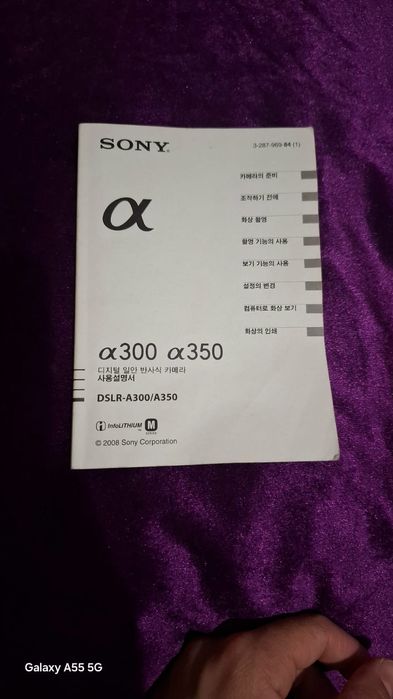 SONY
3-287-969-84 (1)
카메라의 준비
조작하기 전에
α
화상 촬영
촬영 기능의 사용
보기 기능의 사용
설정의 변경
컴퓨터로 화상 보기
화상의 인쇄
α300 α350
디지털 일안 반사식 카메라
사용설명서
DSLR-A300/A350
InfoLITHIUM M SERIES
© 2008 Sony Corporation
Galaxy A55 5G